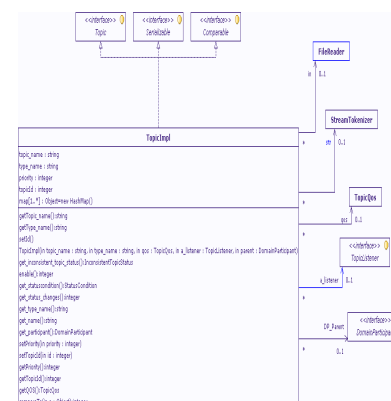 <<interface>>
Topic
<<interface>>
Serializable
<<interface>>
Comparable
FileReader
in 0..1
StreamTokenizer
str 0..1
TopicImpl
topic_name : string
type_name : string
priority : integer
topicId : integer
map[1..*] : Object=new HashMap()
TopicQos
qos 0..1
getTopic_name():string
getType_name():string
setId()
TopicImpl(in topic_name : string, in type_name : string, in qos : TopicQos, in a_listener : TopicListener, in parent : DomainParticipant)
get_inconsistent_topic_status():InconsistentTopicStatus
enable():integer
get_statuscondition():StatusCondition
get_status_changes():integer
get_type_name():string
get_name():string
get_participant():DomainParticipant
setPriority(in priority : integer)
setTopicId(in id : integer)
getPriority():integer
getTopicId():integer
getQOS():TopicQos
<<interface>>
TopicListener
a_listener 0..1
<<interface>>
DP_Parent
0..1